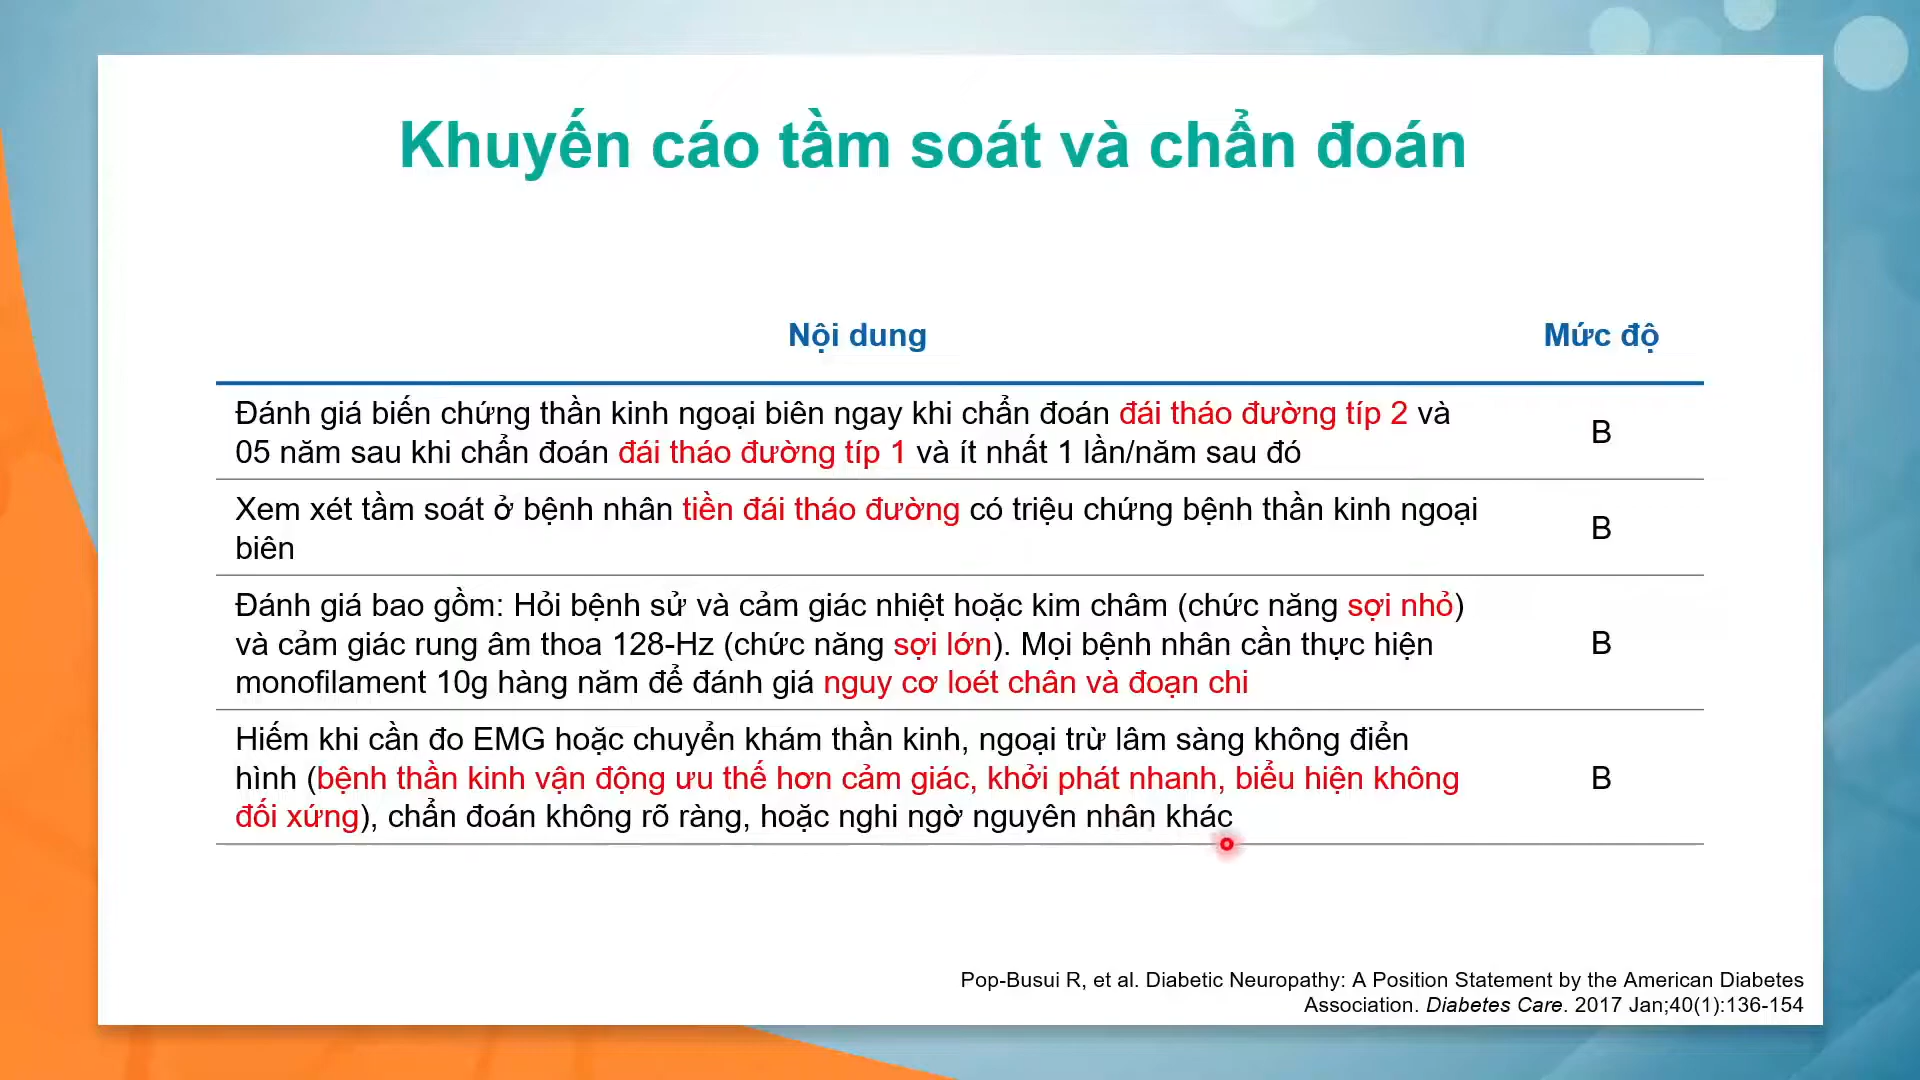 Khuyến cáo tầm soát và chẩn đoán
Nội dung
Mức độ
Đánh giá biến chứng thần kinh ngoại biên ngay khi chẩn đoán đái tháo đường típ 2 và
05 năm sau khi chẩn đoán đái tháo đường típ 1 và ít nhất 1 lần/năm sau đó
B
Xem xét tầm soát ở bệnh nhân tiền đái tháo đường có triệu chứng bệnh thần kinh ngoại
biên
B
Đánh giá bao gồm: Hỏi bệnh sử và cảm giác nhiệt hoặc kim châm (chức năng sợi nhỏ)
và cảm giác rung âm thoa 128-Hz (chức năng sợi lớn). Mọi bệnh nhân cần thực hiện
monofilament 10g hàng năm để đánh giá nguy cơ loét chân và đoạn chi
B
Hiếm khi cần đo EMG hoặc chuyển khám thần kinh, ngoại trừ lâm sàng không điển
hình (bệnh thần kinh vận động ưu thế hơn cảm giác, khởi phát nhanh, biểu hiện không
đối xứng), chẩn đoán không rõ ràng, hoặc nghi ngờ nguyên nhân khác
B
Pop-Busui R, et al. Diabetic Neuropathy: A Position Statement by the American Diabetes
Association. Diabetes Care. 2017 Jan;40(1):136-154